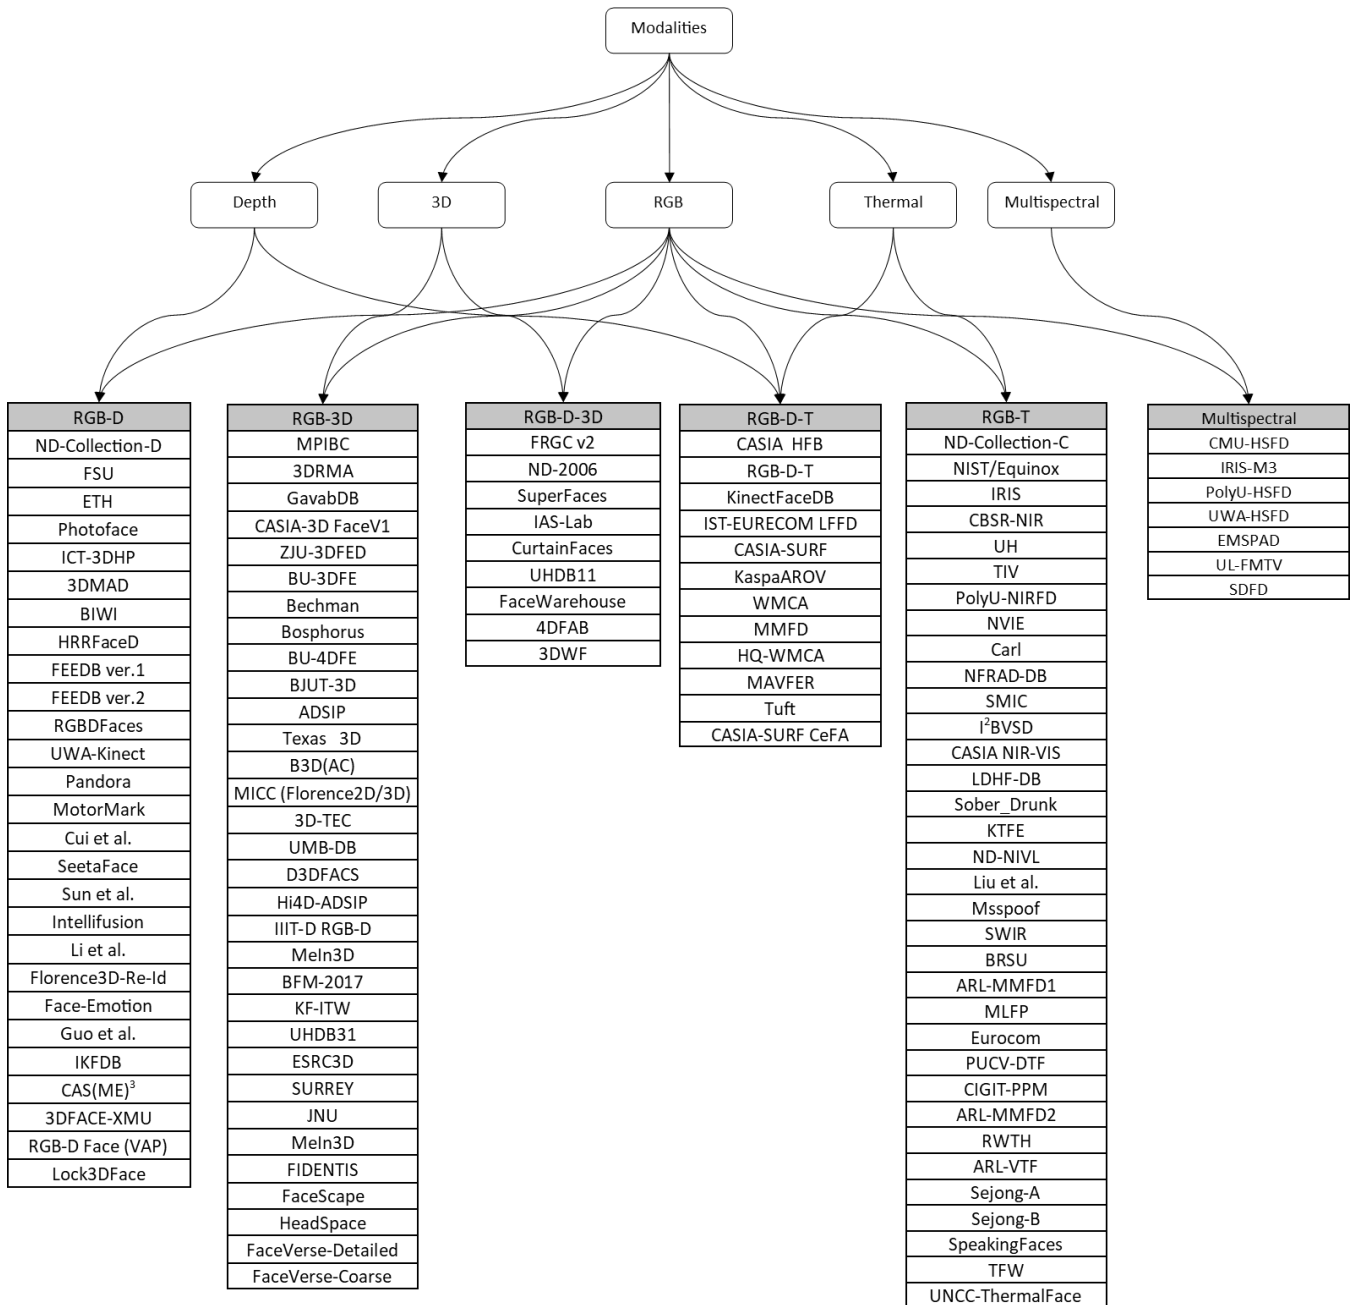 Modalities
Depth
3D
RGB
Thermal
Multispectral
RGB-D
ND-Collection-D
FSU
ETH
Photoface
ICT-3DHP
3DMAD
BIWI
HRRFaceD
FEEDB ver.1
FEEDB ver.2
RGBDFaces
UWA-Kinect
Pandora
MotorMark
Cui et al.
SeetaFace
Sun et al.
Intellifusion
Li et al.
Florence3D-Re-Id
Face-Emotion
Guo et al.
IKFDB
CAS(ME)³
3DFACE-XMU
RGB-D Face (VAP)
Lock3DFace
RGB-3D
MPIBC
3DRMA
GavabDB
CASIA-3D FaceV1
ZJU-3DFED
BU-3DFE
Bechman
Bosphorus
BU-4DFE
BJUT-3D
ADSIP
Texas 3D
B3D(AC)
MICC (Florence2D/3D)
3D-TEC
UMB-DB
D3DFACS
Hi4D-ADSIP
IIIT-D RGB-D
MeIn3D
BFM-2017
KF-ITW
UHDB31
ESRC3D
SURREY
JNU
MeIn3D
FIDENTIS
FaceScape
HeadSpace
FaceVerse-Detailed
FaceVerse-Coarse
RGB-D-3D
FRGC v2
ND-2006
SuperFaces
IAS-Lab
CurtainFaces
UHDB11
FaceWarehouse
4DFAB
3DWF
RGB-D-T
CASIA HFB
RGB-D-T
KinectFaceDB
IST-EURECOM LFFD
CASIA-SURF
KaspaAROV
WMCA
MMFD
HQ-WMCA
MAVFER
Tuft
CASIA-SURF CeFA
RGB-T
ND-Collection-C
NIST/Equinox
IRIS
CBSR-NIR
UH
TIV
PolyU-NIRFD
NVIE
Carl
NFRAD-DB
SMIC
I²BVSD
CASIA NIR-VIS
LDHF-DB
Sober_Drunk
KTFE
ND-NIVL
Liu et al.
Msspoof
SWIR
BRSU
ARL-MMFD1
MLFP
Eurocom
PUCV-DTF
CIGIT-PPM
ARL-MMFD2
RWTH
ARL-VTF
Sejong-A
Sejong-B
SpeakingFaces
TFW
UNCC-ThermalFace
Multispectral
CMU-HSFD
IRIS-M3
PolyU-HSFD
UWA-HSFD
EMSPAD
UL-FMTV
SDFD